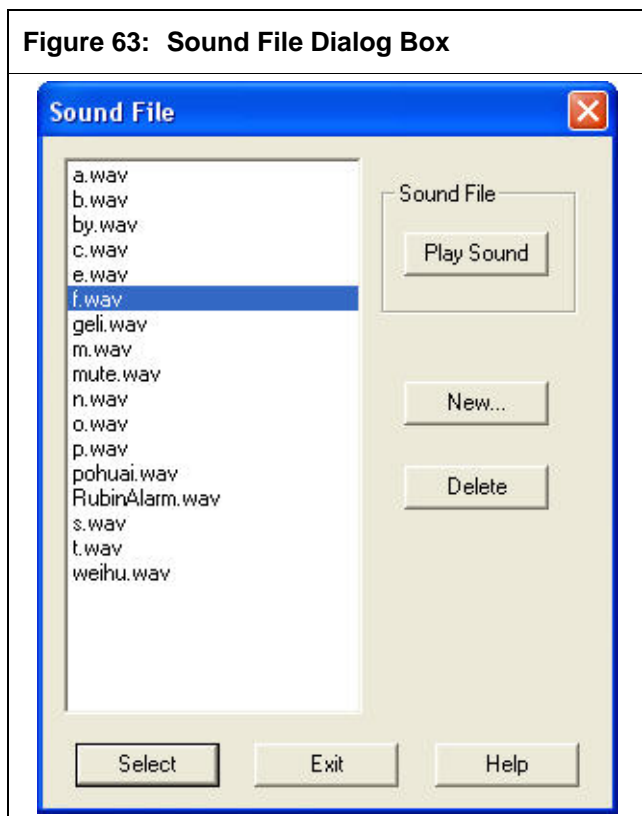 Figure 63: Sound File Dialog Box
Sound File
a.wav
b.wav
by.wav
c.wav
e.wav
f.wav
geli.wav
m.wav
mute.wav
n.wav
o.wav
p.wav
pohuai.wav
RubinAlarm.wav
s.wav
t.wav
weihu.wav
Sound File
Play Sound
New...
Delete
Select
Exit
Help